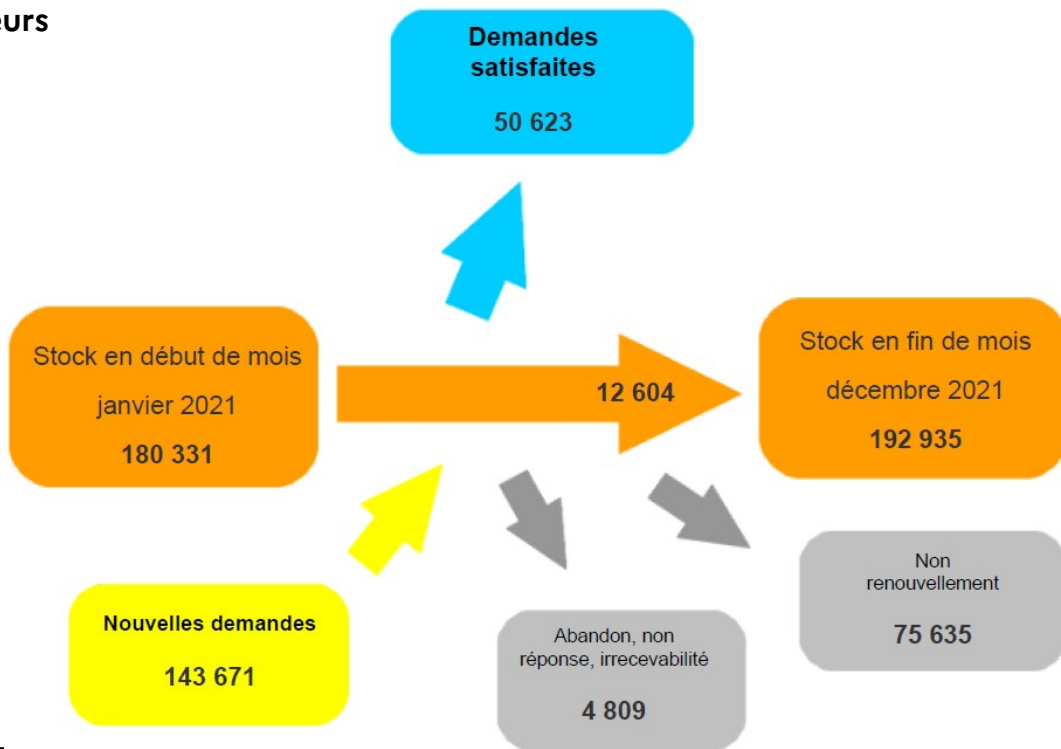 eurs
Demandes
satisfaites
50 623
Stock en début de mois
janvier 2021
180 331
12 604
Stock en fin de mois
décembre 2021
192 935
Nouvelles demandes
143 671
Abandon, non
réponse, irrecevabilité
4 809
Non
renouvellement
75 635